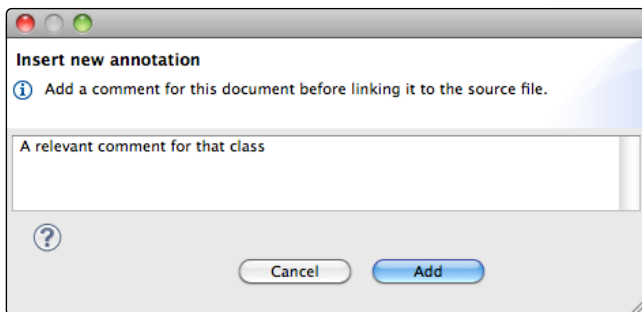 Insert new annotation
Add a comment for this document before linking it to the source file.
A relevant comment for that class
?
Cancel
Add